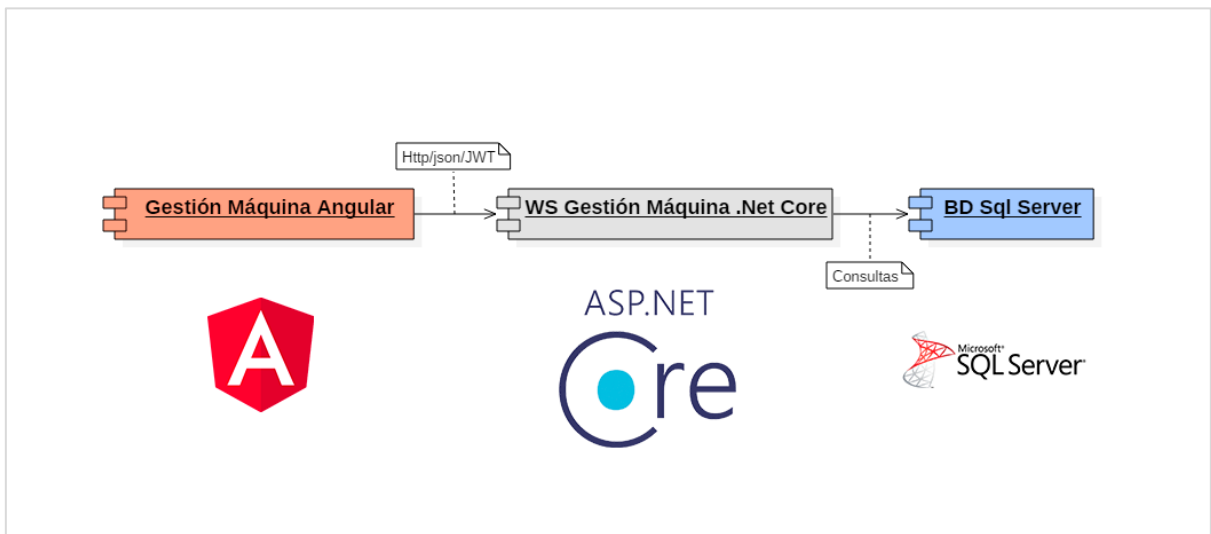 Http/json/JWT
Gestión Máquina Angular
WS Gestión Máquina .Net Core
BD Sql Server
Consultas
ASP.NET
Core
A
Microsoft®
SQL Server®